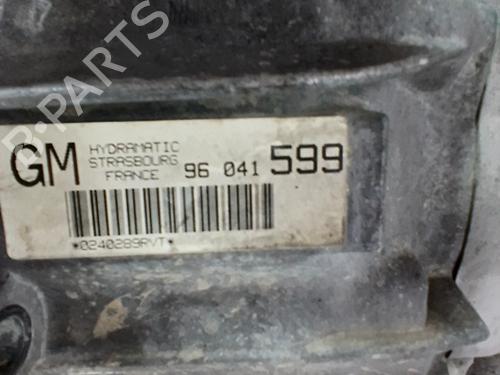 B-PARTS
GM HYDRAMATIC STRASBOURG FRANCE 96 041 599
*0240289RVT*